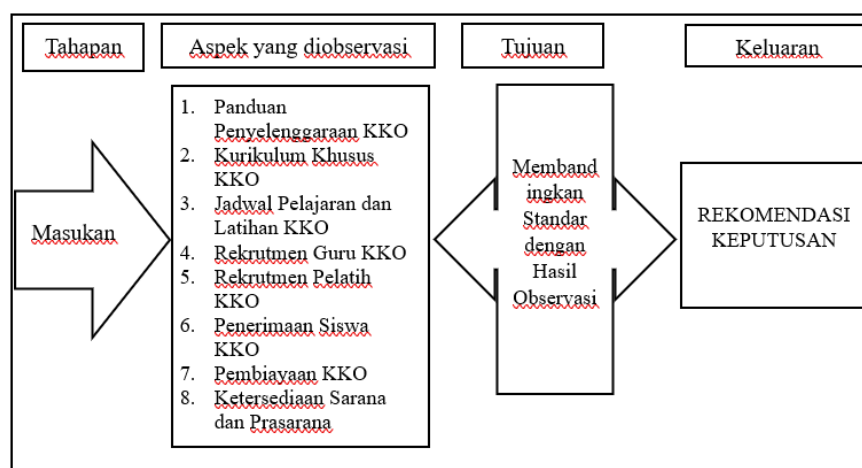 Tahapan
Aspek yang diobservasi
Tujuan
Keluaran
Masukan
1. Panduan
Penyelenggaraan KKO
2. Kurikulum Khusus
KKO
3. Jadwal Pelajaran dan
Latihan KKO
4. Rekrutmen Guru KKO
5. Rekrutmen Pelatih
KKO
6. Penerimaan Siswa
KKO
7. Pembiayaan KKO
8. Ketersediaan Sarana
dan Prasarana
Memband
ingkan
Standar
dengan
Hasil
Observasi
REKOMENDASI
KEPUTUSAN